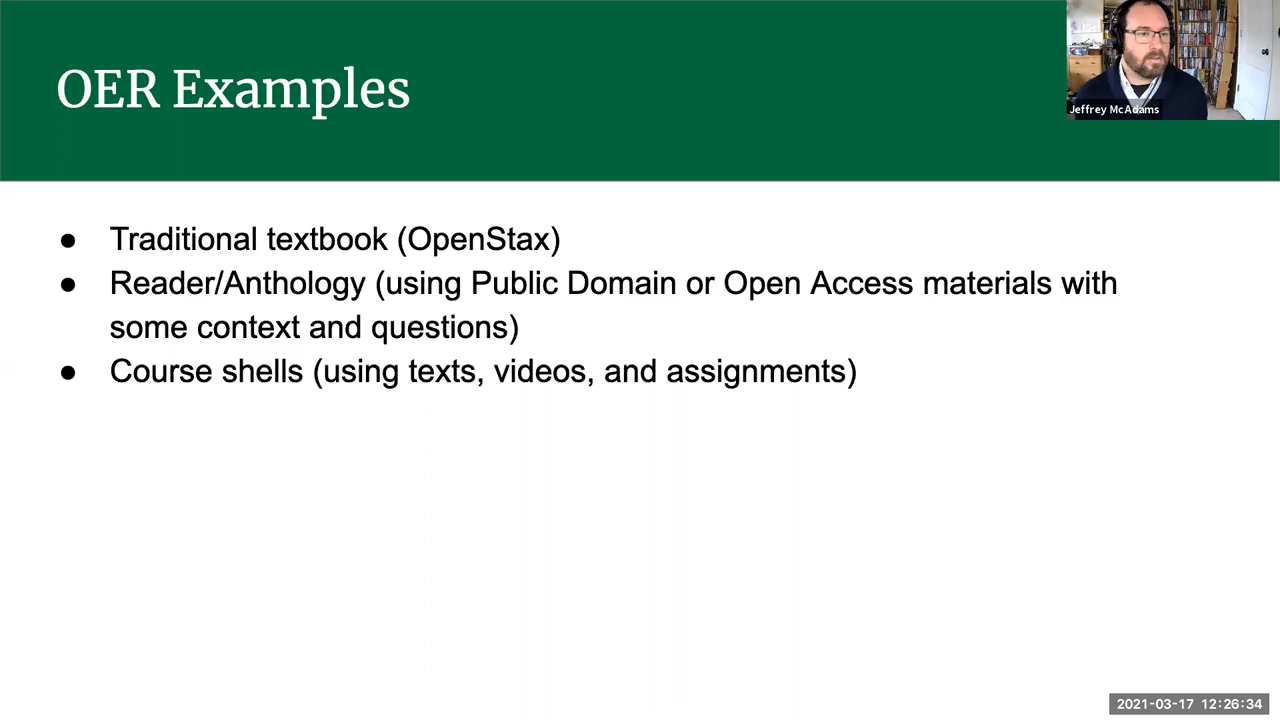 OER Examples
Jeffrey McAdams
● Traditional textbook (OpenStax)
● Reader/Anthology (using Public Domain or Open Access materials with
some context and questions)
● Course shells (using texts, videos, and assignments)
2021-03-17 12:26:34